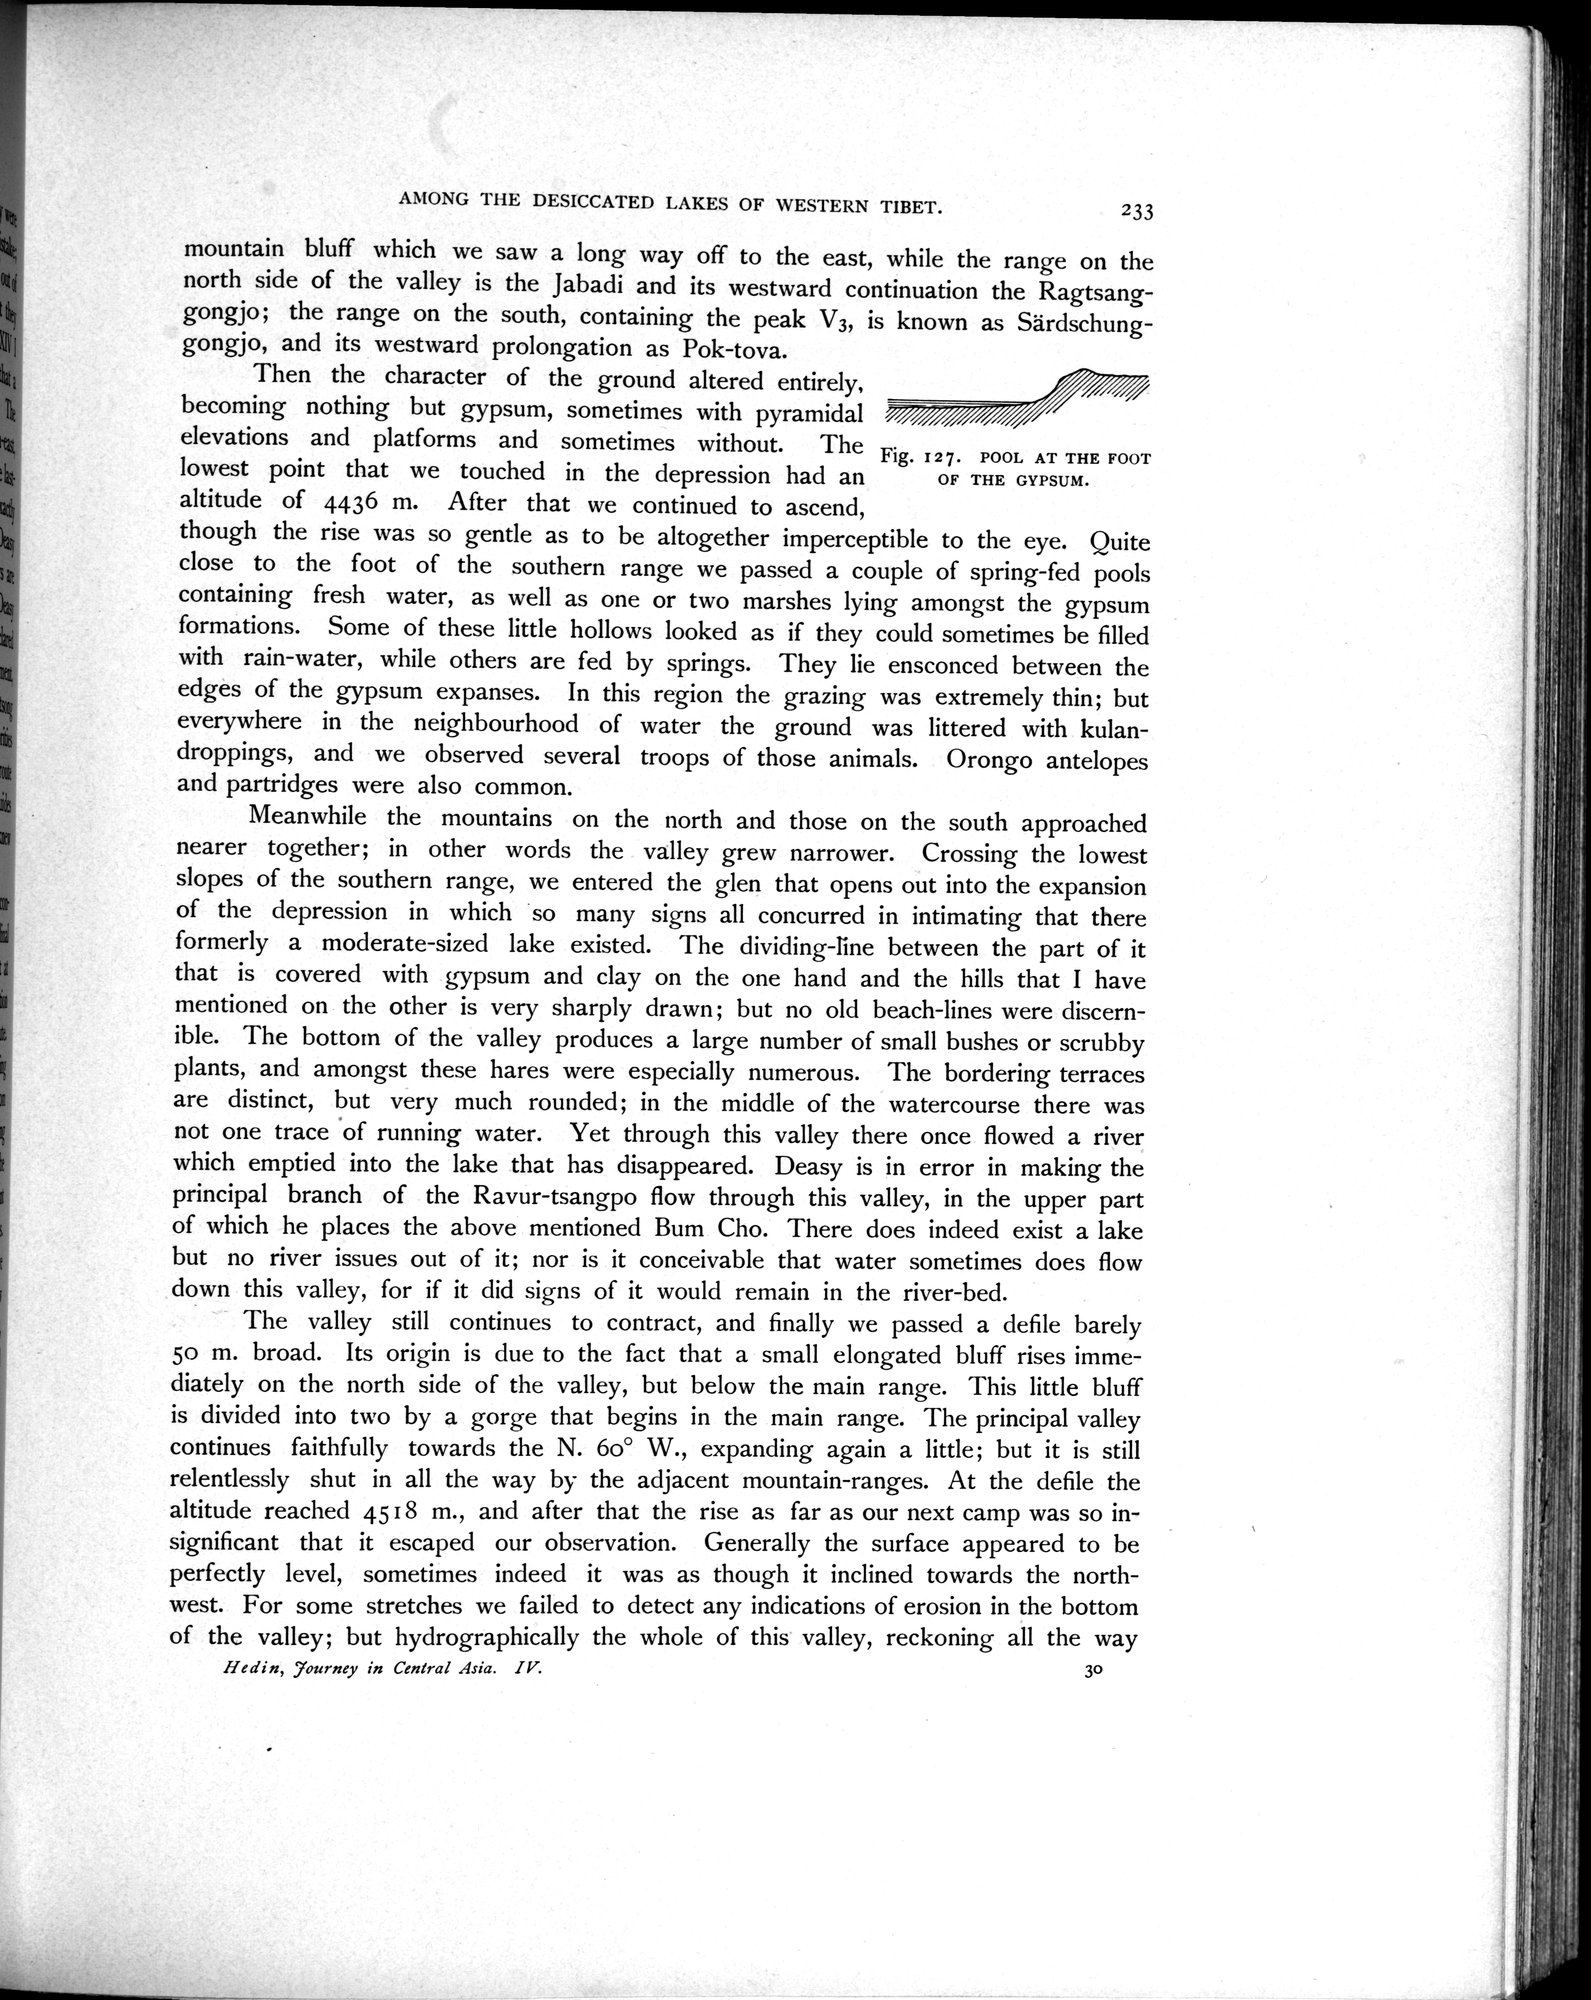 AMONG THE DESICCATED LAKES OF WESTERN TIBET. 233
mountain bluff which we saw a long way off to the east, while the range on the
north side of the valley is the Jabadi and its westward continuation the Ragtsang-
gongjo; the range on the south, containing the peak V3, is known as Särdschung-
gongjo, and its westward prolongation as Pok-tova.
Then the character of the ground altered entirely,
becoming nothing but gypsum, sometimes with pyramidal
elevations and platforms and sometimes without. The
lowest point that we touched in the depression had an
altitude of 4436 m. After that we continued to ascend,
Fig. 127. POOL AT THE FOOT
OF THE GYPSUM.
though the rise was so gentle as to be altogether imperceptible to the eye. Quite
close to the foot of the southern range we passed a couple of spring-fed pools
containing fresh water, as well as one or two marshes lying amongst the gypsum
formations. Some of these little hollows looked as if they could sometimes be filled
with rain-water, while others are fed by springs. They lie ensconced between the
edges of the gypsum expanses. In this region the grazing was extremely thin; but
everywhere in the neighbourhood of water the ground was littered with kulan-
droppings, and we observed several troops of those animals. Orongo antelopes
and partridges were also common.
Meanwhile the mountains on the north and those on the south approached
nearer together; in other words the valley grew narrower. Crossing the lowest
slopes of the southern range, we entered the glen that opens out into the expansion
of the depression in which so many signs all concurred in intimating that there
formerly a moderate-sized lake existed. The dividing-line between the part of it
that is covered with gypsum and clay on the one hand and the hills that I have
mentioned on the other is very sharply drawn; but no old beach-lines were discern-
ible. The bottom of the valley produces a large number of small bushes or scrubby
plants, and amongst these hares were especially numerous. The bordering terraces
are distinct, but very much rounded; in the middle of the watercourse there was
not one trace of running water. Yet through this valley there once flowed a river
which emptied into the lake that has disappeared. Deasy is in error in making the
principal branch of the Ravur-tsangpo flow through this valley, in the upper part
of which he places the above mentioned Bum Cho. There does indeed exist a lake
but no river issues out of it; nor is it conceivable that water sometimes does flow
down this valley, for if it did signs of it would remain in the river-bed.
The valley still continues to contract, and finally we passed a defile barely
50 m. broad. Its origin is due to the fact that a small elongated bluff rises imme-
diately on the north side of the valley, but below the main range. This little bluff
is divided into two by a gorge that begins in the main range. The principal valley
continues faithfully towards the N. 60° W., expanding again a little; but it is still
relentlessly shut in all the way by the adjacent mountain-ranges. At the defile the
altitude reached 4518 m., and after that the rise as far as our next camp was so in-
significant that it escaped our observation. Generally the surface appeared to be
perfectly level, sometimes indeed it was as though it inclined towards the north-
west. For some stretches we failed to detect any indications of erosion in the bottom
of the valley; but hydrographically the whole of this valley, reckoning all the way
Hedin, Journey in Central Asia. IV. 30